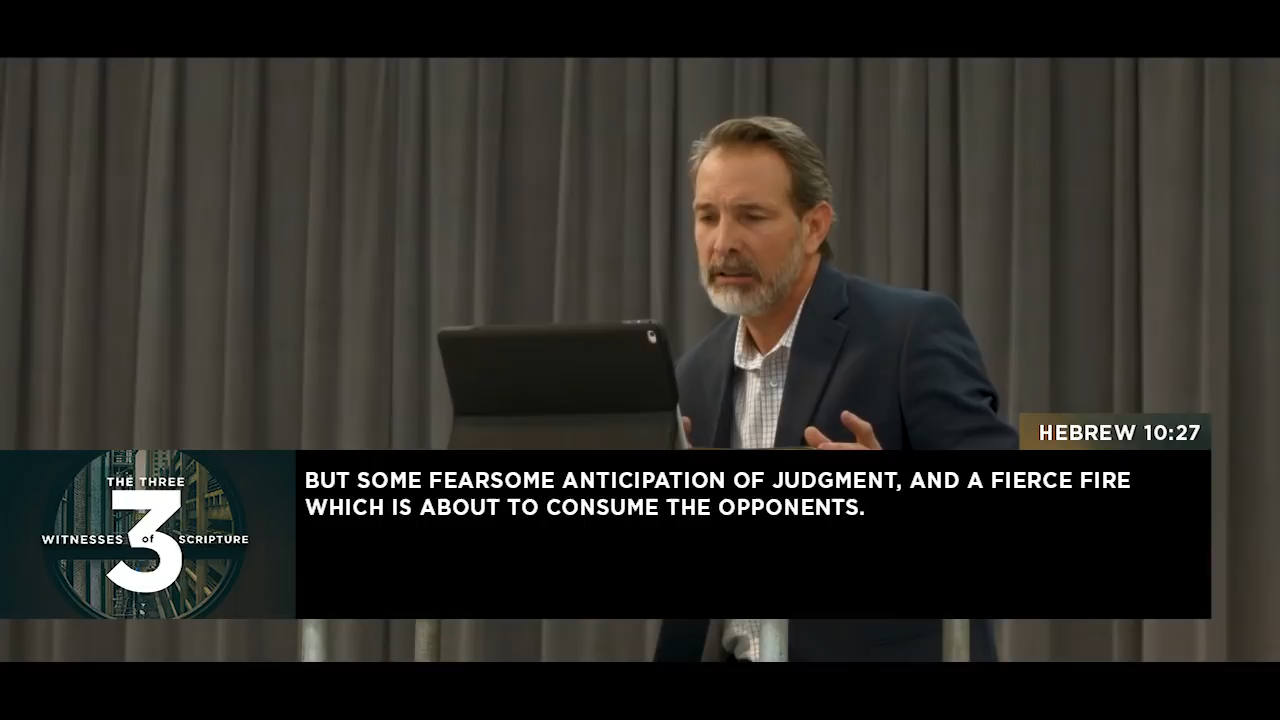 HEBREW 10:27
THE THREE
3
WITNESSES of SCRIPTURE
BUT SOME FEARSOME ANTICIPATION OF JUDGMENT, AND A FIERCE FIRE
WHICH IS ABOUT TO CONSUME THE OPPONENTS.